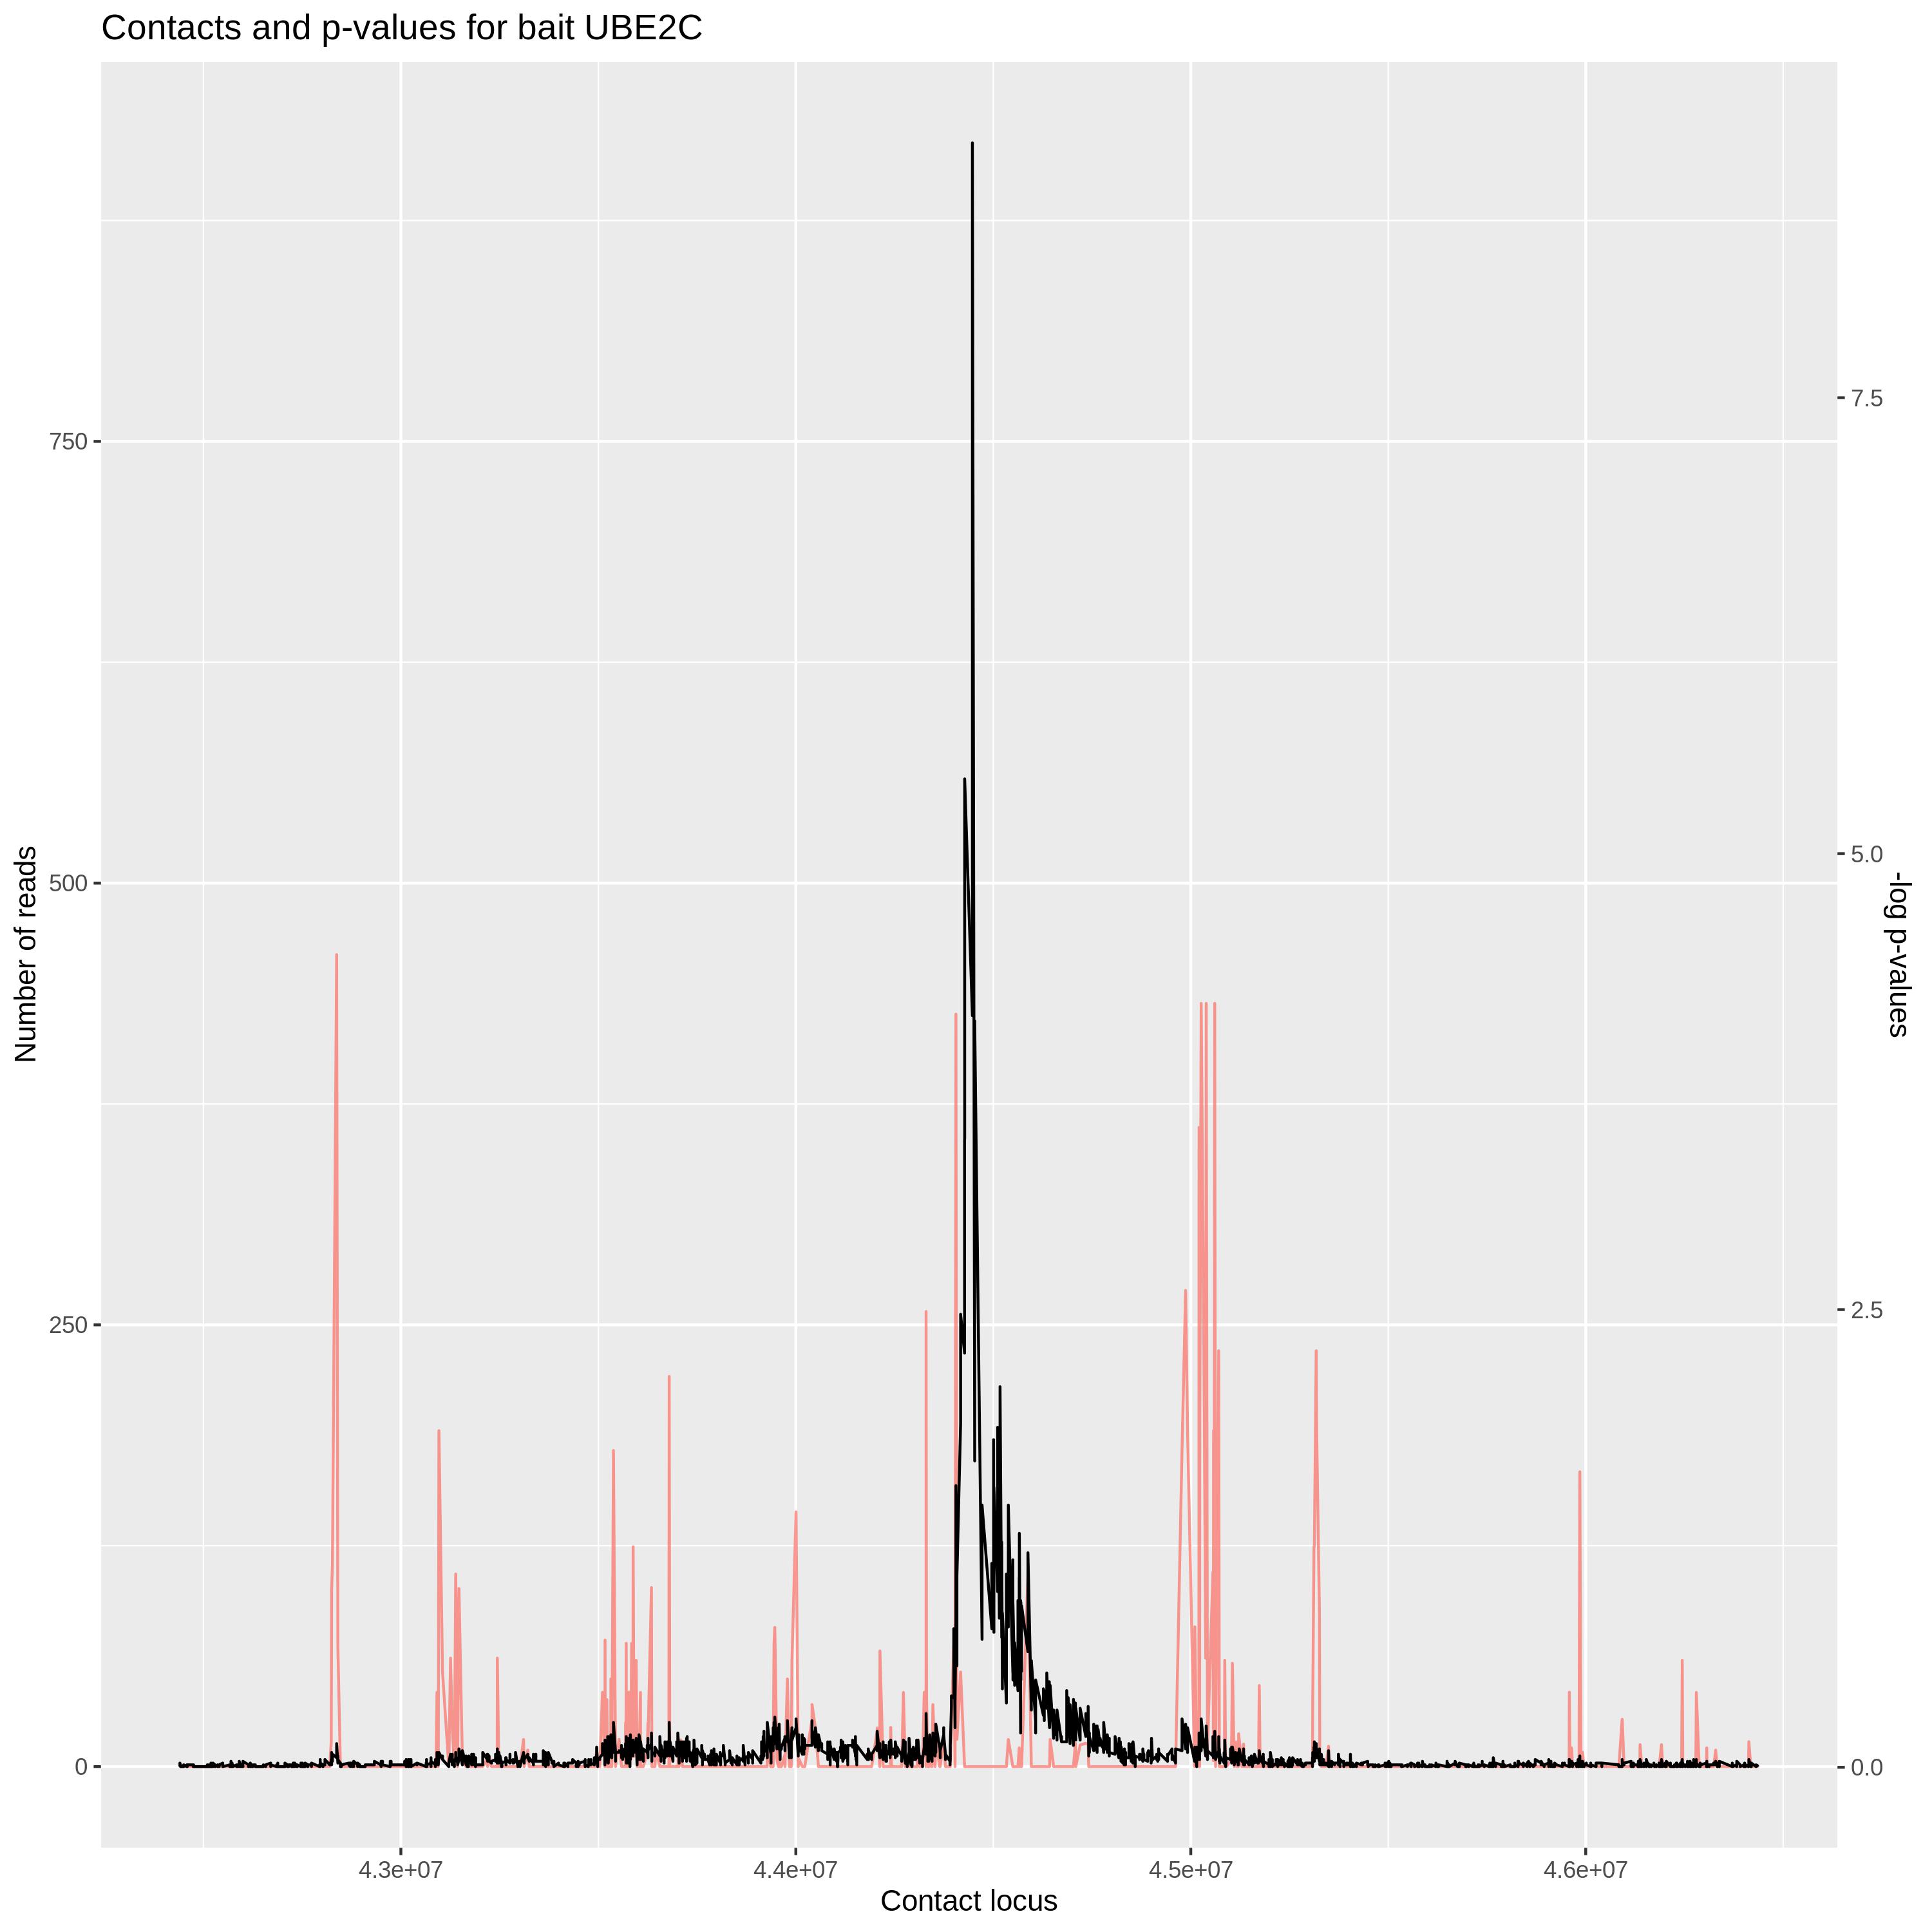 Contacts and p-values for bait UBE2C
Number of reads
750
500
250
0
7.5
5.0
2.5
0.0
-log p-values
4.3e+07
4.4e+07
4.5e+07
4.6e+07
Contact locus